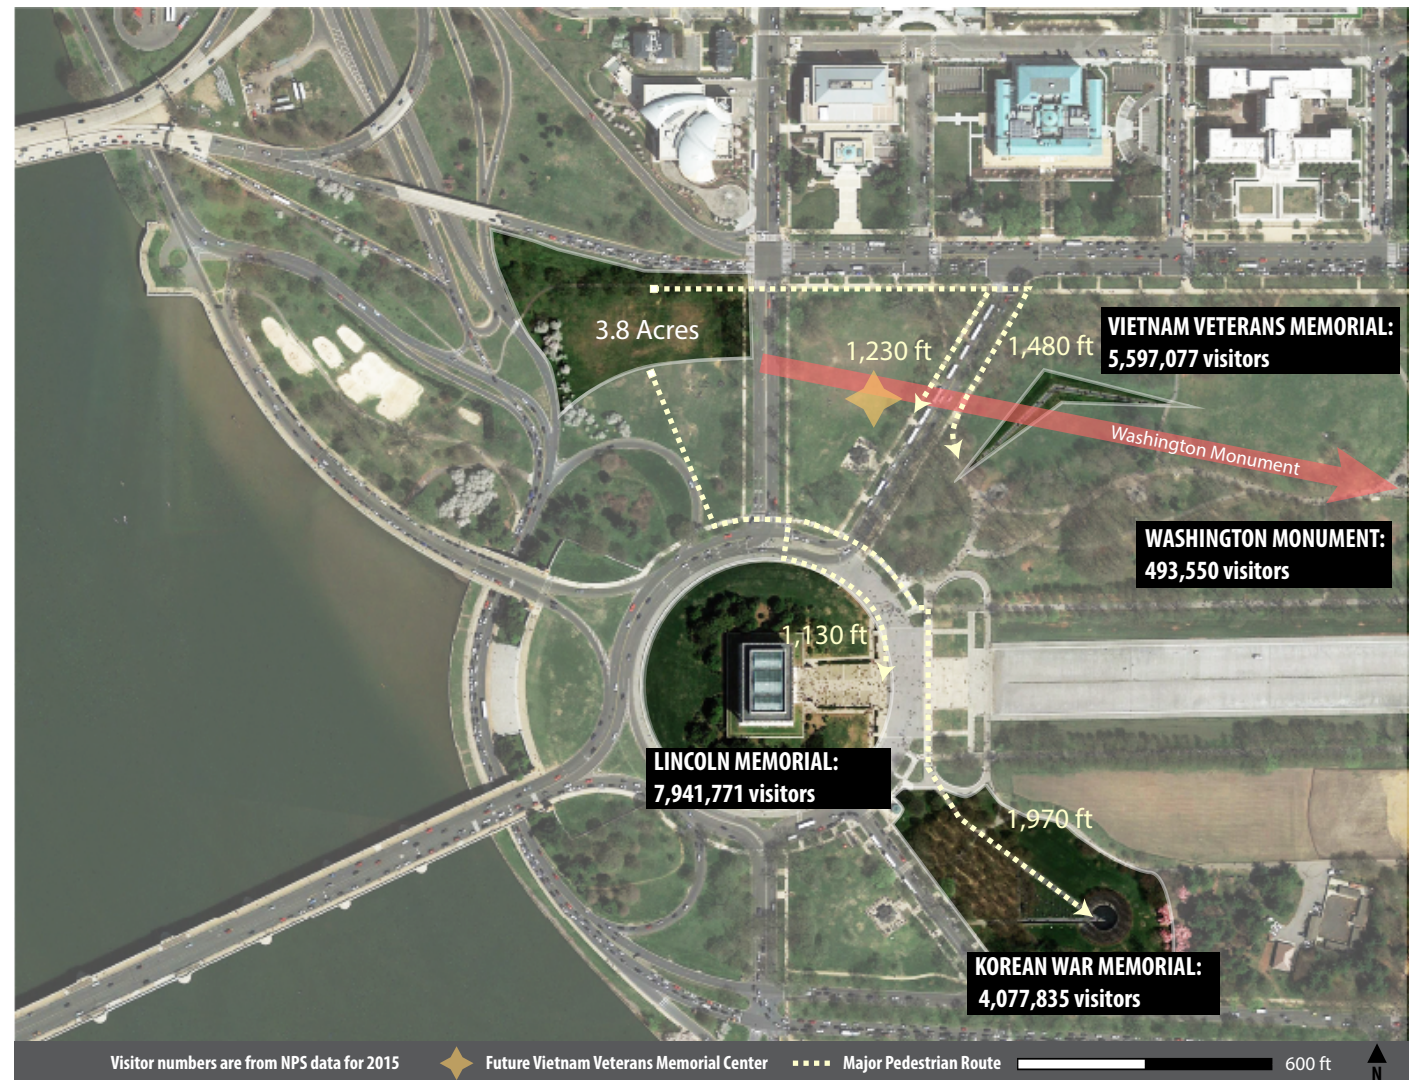 3.8 Acres
1,230 ft
1,480 ft
VIETNAM VETERANS MEMORIAL:
5,597,077 visitors
Washington Monument
WASHINGTON MONUMENT:
493,550 visitors
1,130 ft
LINCOLN MEMORIAL:
7,941,771 visitors
1,970 ft
KOREAN WAR MEMORIAL:
4,077,835 visitors
Visitor numbers are from NPS data for 2015
Future Vietnam Veterans Memorial Center
Major Pedestrian Route
600 ft
N